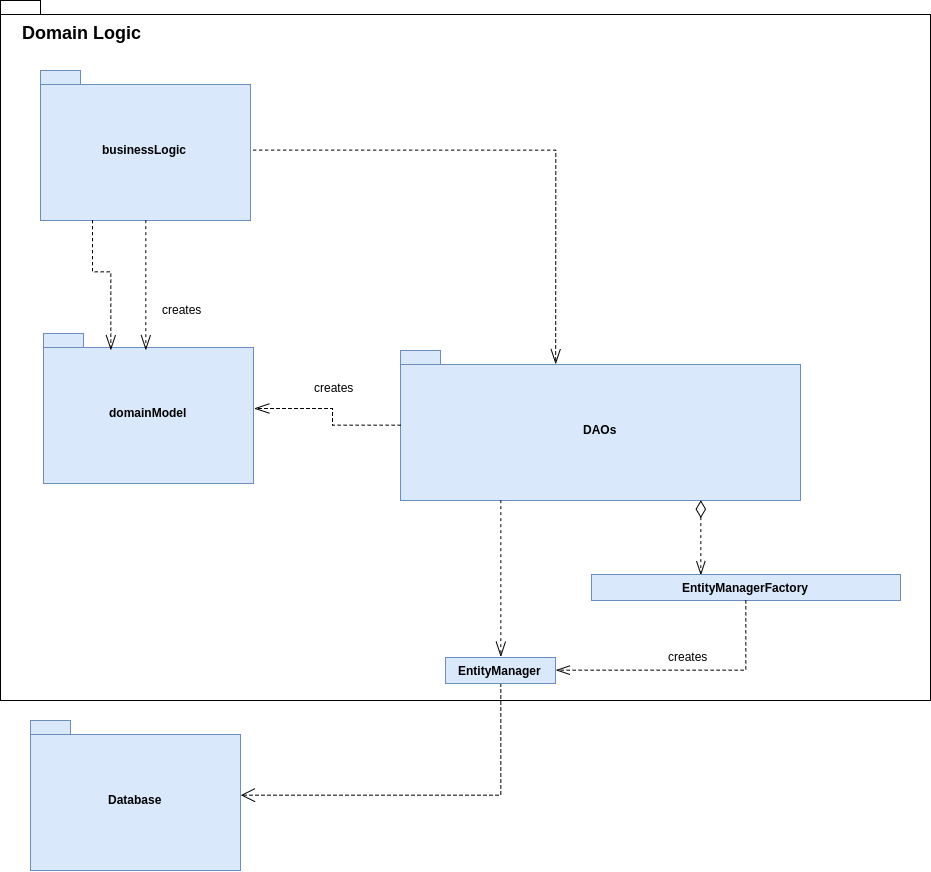 Domain Logic
businessLogic
creates
creates
domainModel
DAOs
EntityManagerFactory
creates
EntityManager
Database